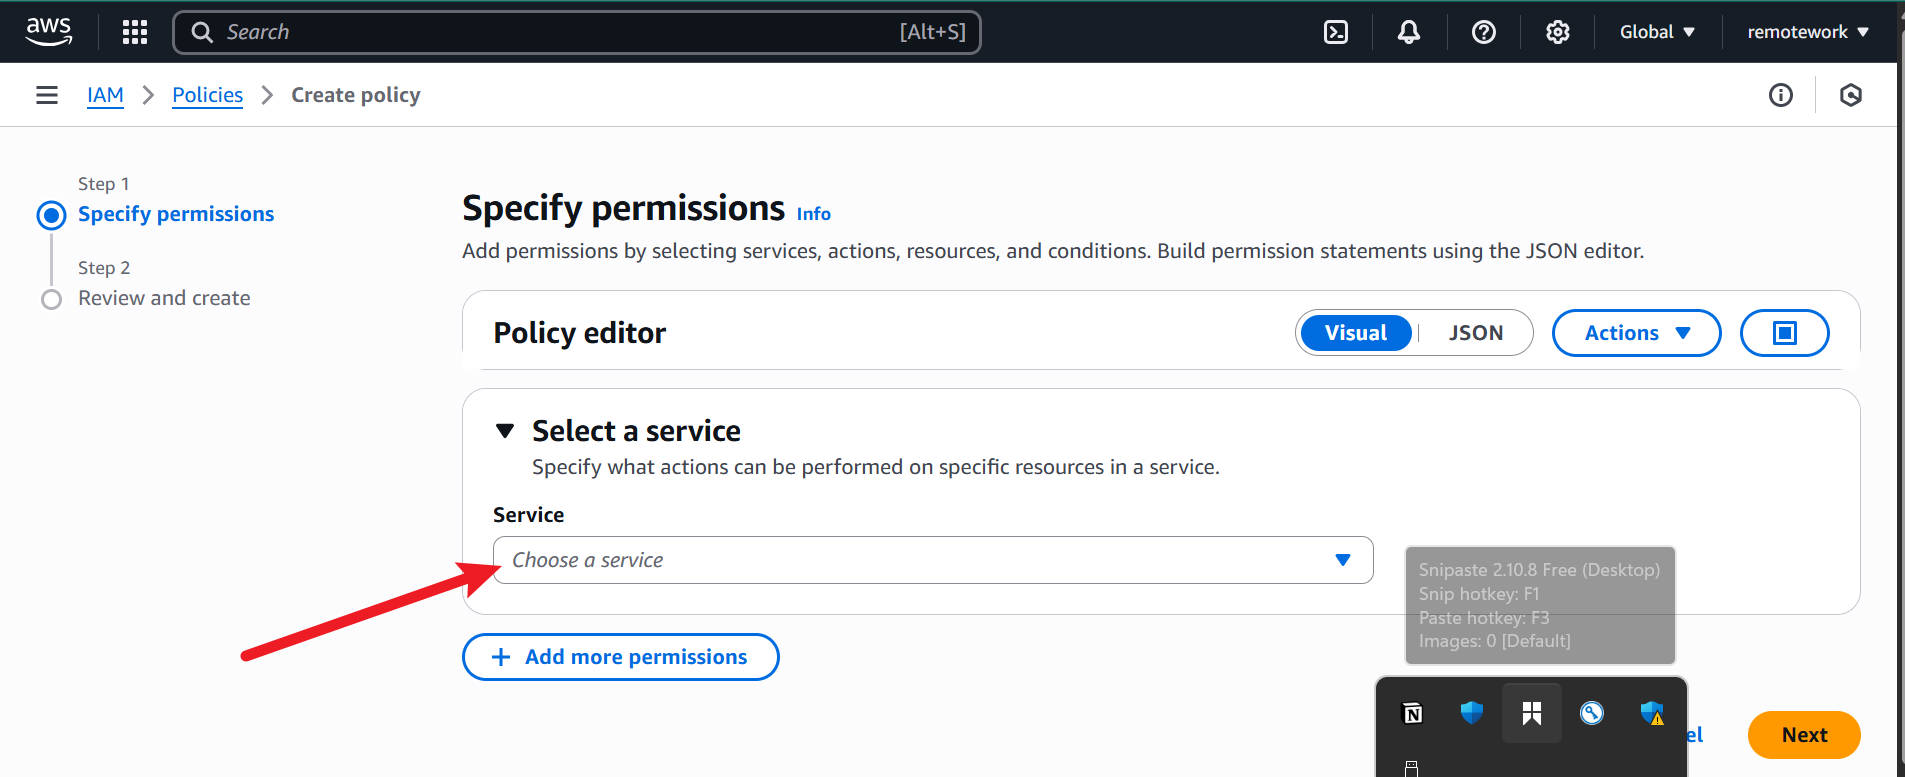 aws
Search
[Alt+S]
Global
remotework
IAM
Policies
Create policy
Step 1
Specify permissions
Step 2
Review and create
Specify permissions Info
Add permissions by selecting services, actions, resources, and conditions. Build permission statements using the JSON editor.
Policy editor
Visual
JSON
Actions
Select a service
Specify what actions can be performed on specific resources in a service.
Service
Choose a service
Snipaste 2.10.8 Free (Desktop)
Snip hotkey: F1
Paste hotkey: F3
Images: 0 [Default]
+ Add more permissions
el
Next